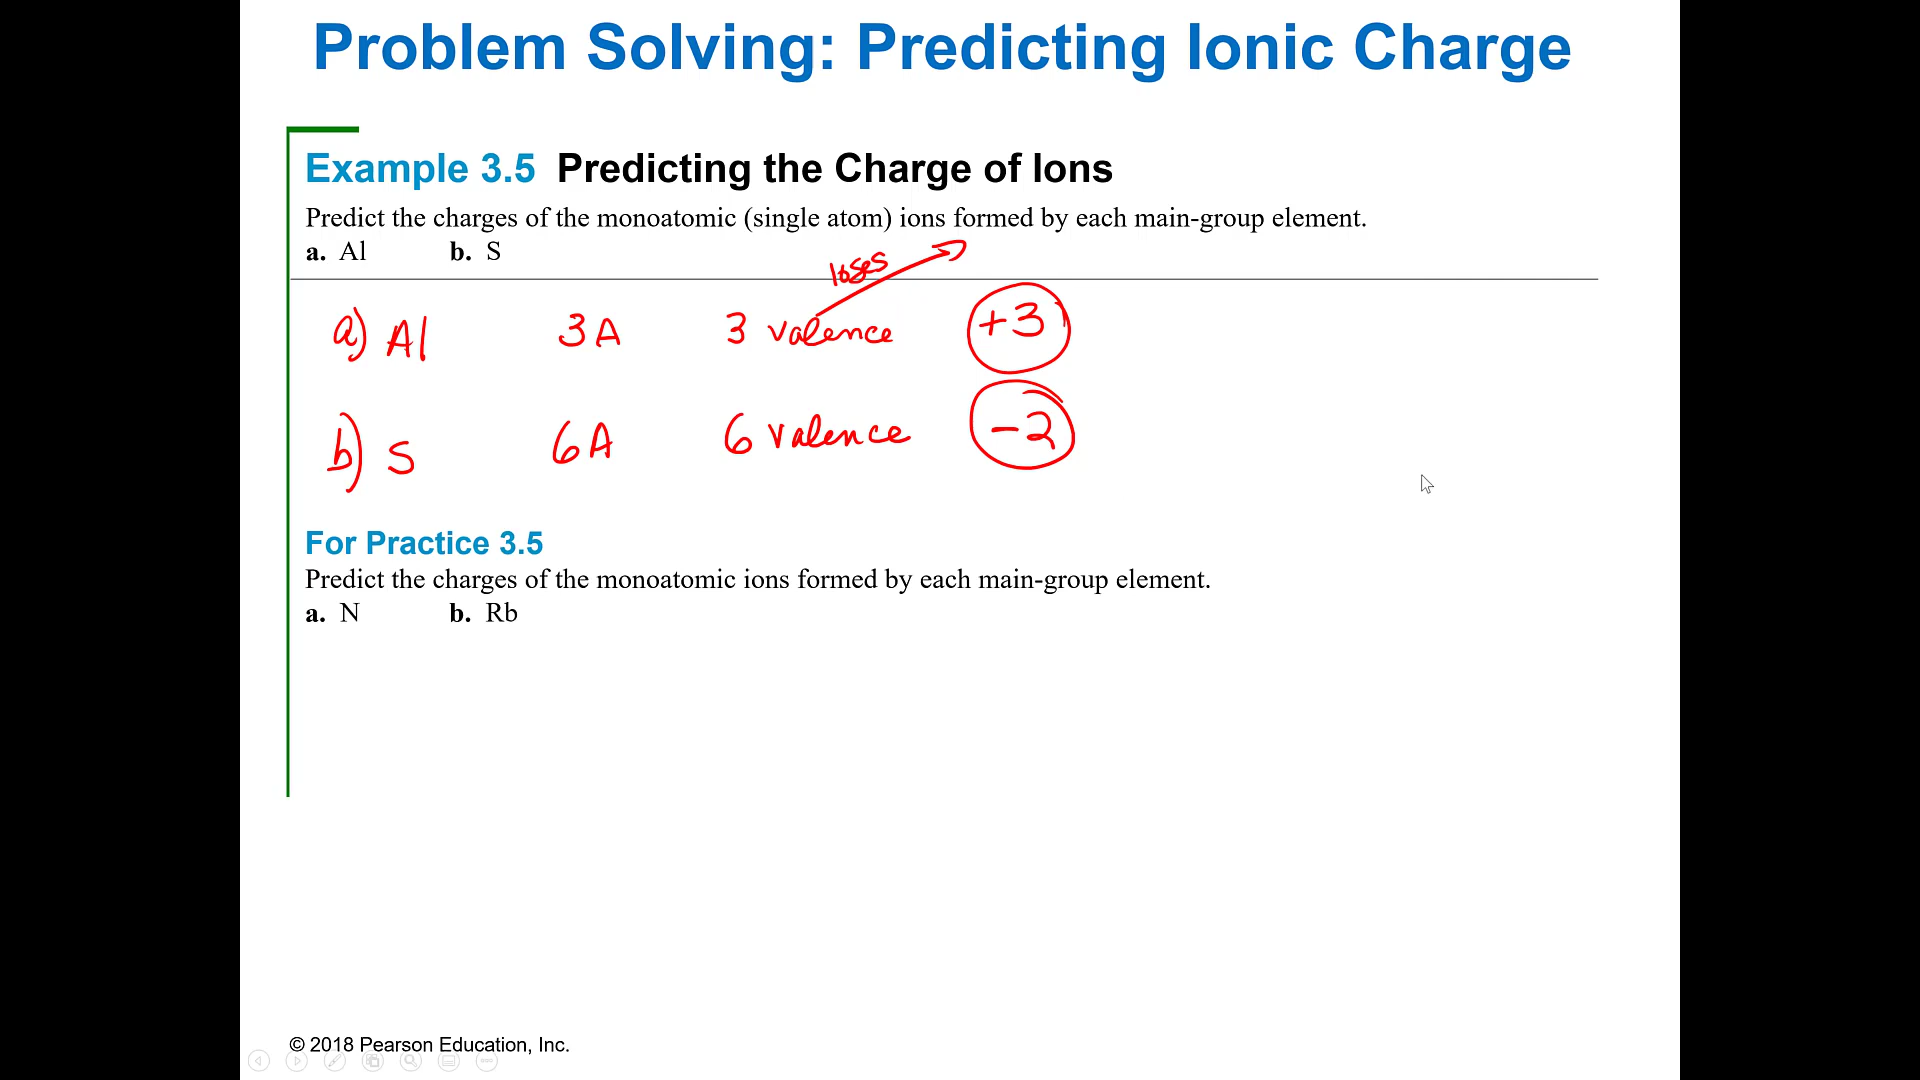 Problem Solving: Predicting Ionic Charge
Example 3.5 Predicting the Charge of Ions
Predict the charges of the monoatomic (single atom) ions formed by each main-group element.
a. Al b. S
loses
a) Al 3A 3 valence +3
b) S 6A 6 valence -2
For Practice 3.5
Predict the charges of the monoatomic ions formed by each main-group element.
a. N b. Rb
© 2018 Pearson Education, Inc.